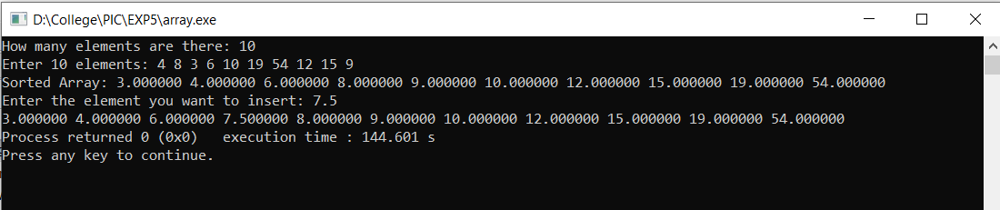 D:\College\PIC\EXP5\array.exe
How many elements are there: 10
Enter 10 elements: 4 8 3 6 10 19 54 12 15 9
Sorted Array: 3.000000 4.000000 6.000000 8.000000 9.000000 10.000000 12.000000 15.000000 19.000000 54.000000
Enter the element you want to insert: 7.5
3.000000 4.000000 6.000000 7.500000 8.000000 9.000000 10.000000 12.000000 15.000000 19.000000 54.000000
Process returned 0 (0x0)   execution time : 144.601 s
Press any key to continue.